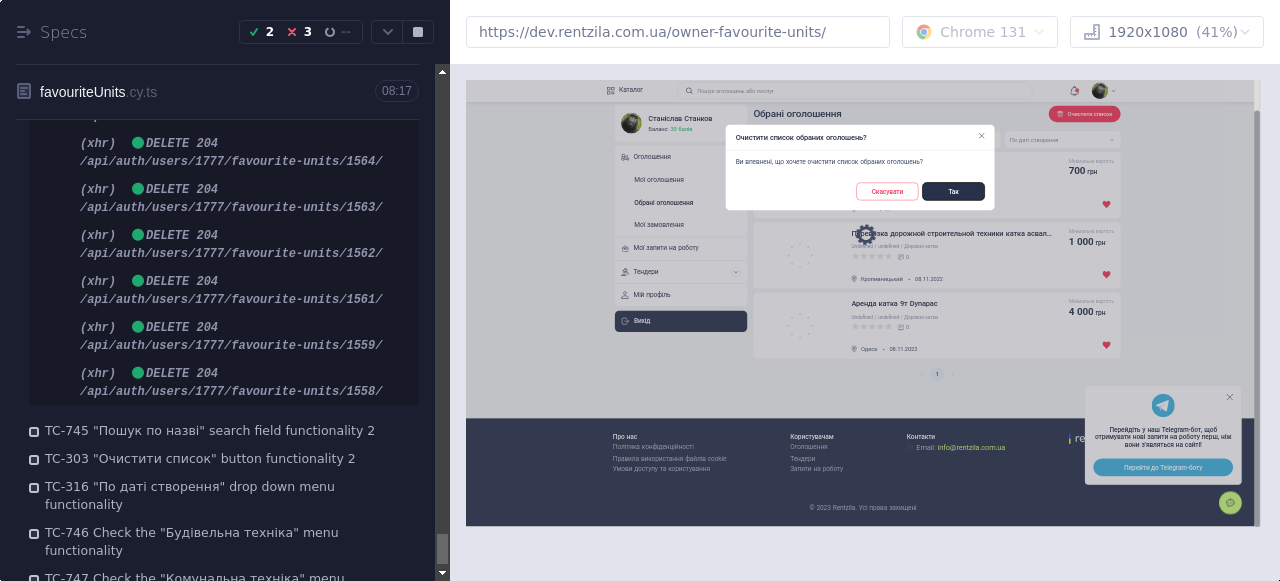 Specs
2
3
--
https://dev.rentzila.com.ua/owner-favourite-units/
Chrome 131
1920x1080 (41%)
favouriteUnits.cy.ts
08:17
(xhr) DELETE 204
/api/auth/users/1777/favourite-units/1564/
(xhr) DELETE 204
/api/auth/users/1777/favourite-units/1563/
(xhr) DELETE 204
/api/auth/users/1777/favourite-units/1562/
(xhr) DELETE 204
/api/auth/users/1777/favourite-units/1561/
(xhr) DELETE 204
/api/auth/users/1777/favourite-units/1559/
(xhr) DELETE 204
/api/auth/users/1777/favourite-units/1558/
TC-745 "Пошук по назві" search field functionality 2
TC-303 "Очистити список" button functionality 2
TC-316 "По даті створення" drop down menu
functionality
TC-746 Check the "Будівельна техніка" menu
functionality
TC-747 Check the "Комунальна техніка" menu
Каталог
Пошук оголошень або послуг
Станіслав Станков
Баланс: 30 балів
Оголошення
Мої оголошення
Обрані оголошення
Мої замовлення
Мої запити на роботу
Тендери
Мій профіль
Вихід
Обрані оголошення
Очистити список
По даті створення
Очистити список обраних оголошень?
Ви впевнені, що хочете очистити список обраних оголошень?
Скасувати
Так
Мінімальна вартість
700 грн
Перевозка дорожной строительной техники катка асвал...
Undefined / undefined / Дорожні катки
0
Кропивницький • 08.11.2022
Мінімальна вартість
1 000 грн
Аренда катка 9т Dynapac
Undefined / undefined / Дорожні катки
0
Одеса • 08.11.2022
Мінімальна вартість
4 000 грн
1
Про нас
Політика конфіденційності
Правила використання файлів cookie
Умови доступу та користування
Користувачам
Оголошення
Тендери
Запити на роботу
Контакти
Email: info@rentzila.com.ua
re
© 2023 Rentzila. Усі права захищені
Перейдіть у наш Telegram-бот, щоб
отримувати нові запити на роботу перш, ніж
вони зʼявляться на сайті!
Перейти до Telegram-боту